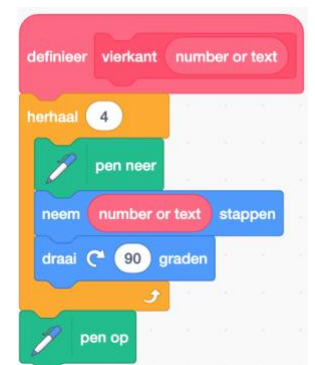 definieer vierkant number or text
herhaal 4
pen neer
neem number or text stappen
draai 90 graden
pen op